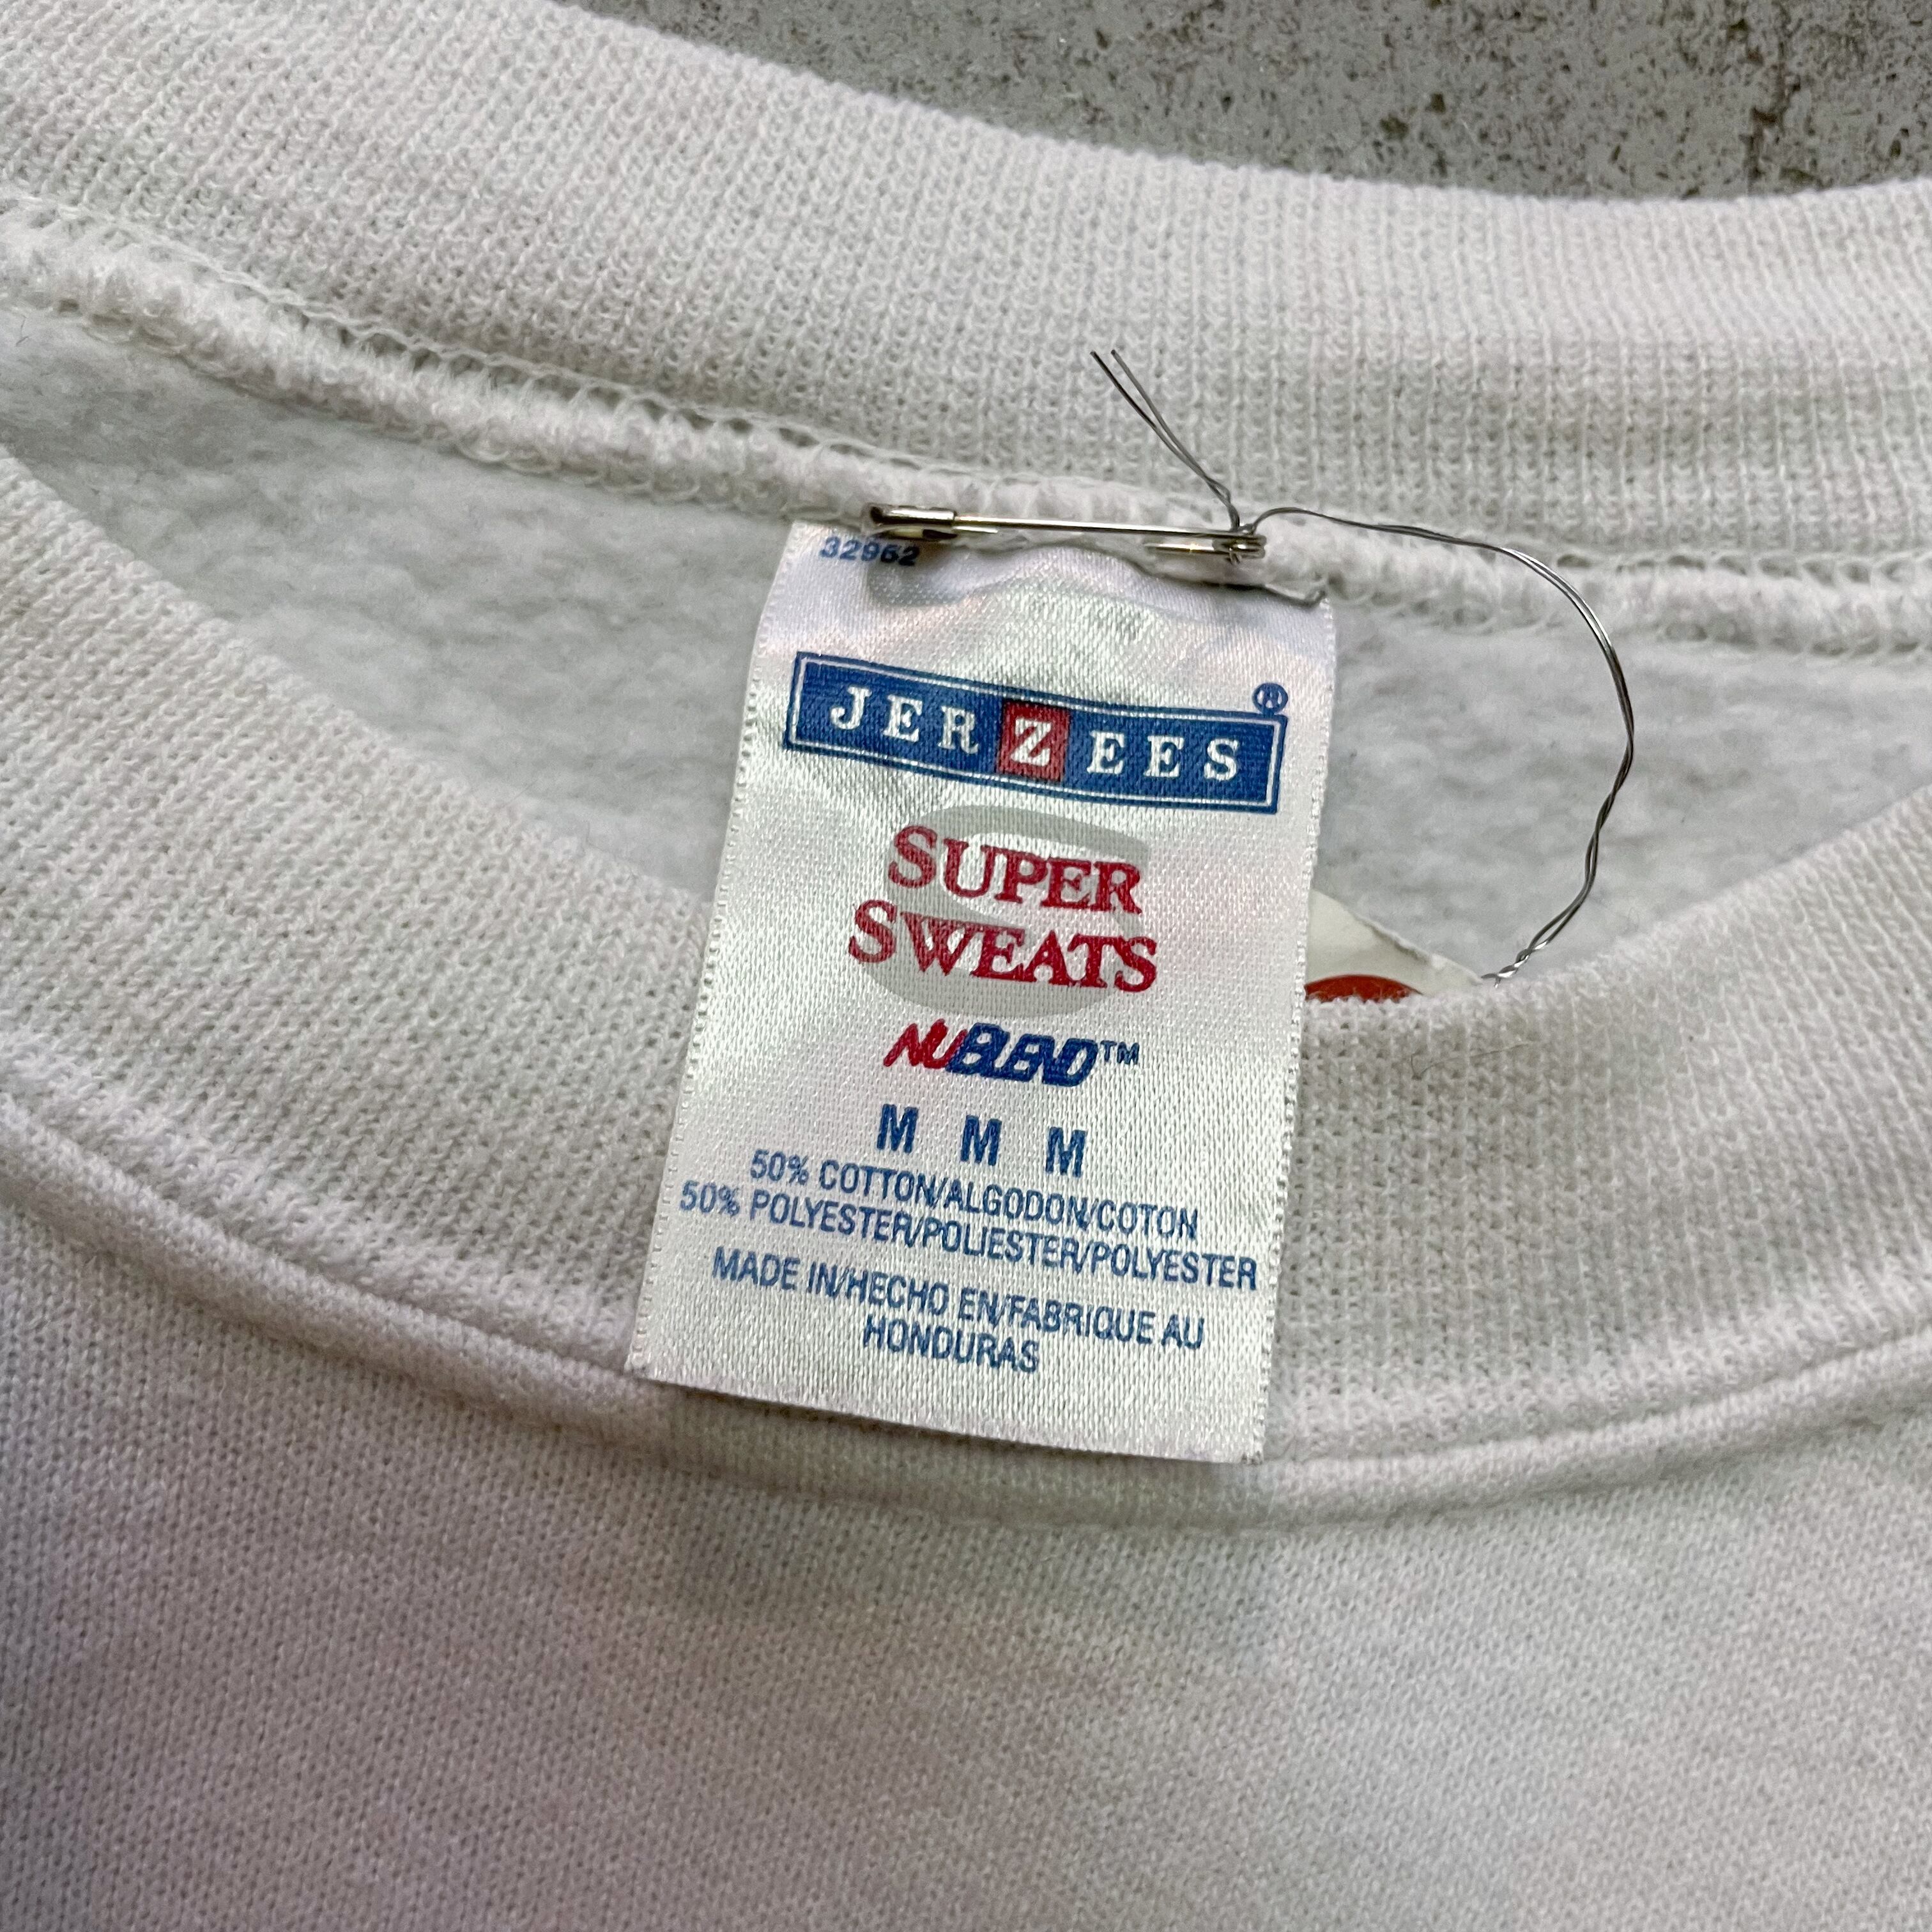 32962
JERZEES®
SUPER
SWEATS
NUBLEND™
M M M
50% COTTON/ALGODON/COTON
50% POLYESTER/POLIESTER/POLYESTER
MADE IN/HECHO EN/FABRIQUE AU
HONDURAS